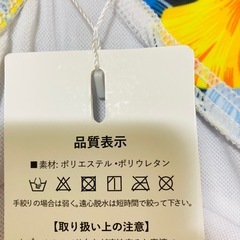 品質表示
■素材: ポリエステル・ポリウレタン
手絞りの場合は弱く。遠心脱水は短時間で絞って下さい。
【取り扱い上の注意】